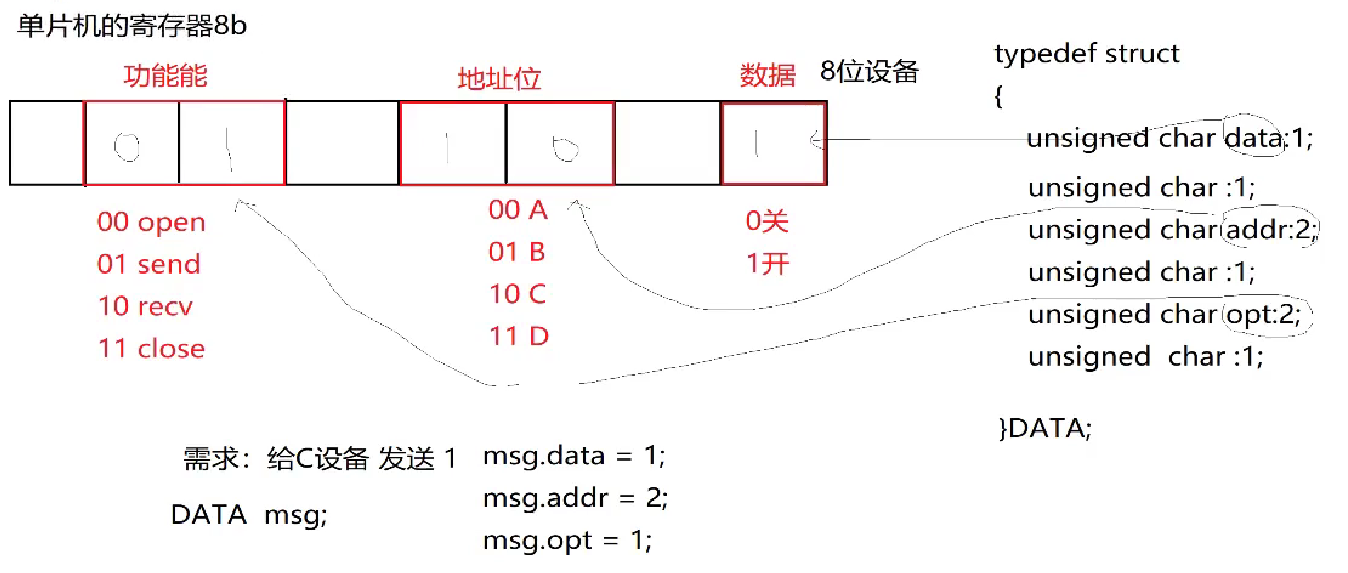 单片机的寄存器8b
功能能
地址位
数据
8位设备
0 1
1 0
1
00 open
01 send
10 recv
11 close
00 A
01 B
10 C
11 D
0关
1开
typedef struct
{
unsigned char data:1;
unsigned char :1;
unsigned char addr:2;
unsigned char :1;
unsigned char opt:2;
unsigned char :1;
}DATA;
需求：给C设备 发送 1
DATA msg;
msg.data = 1;
msg.addr = 2;
msg.opt = 1;